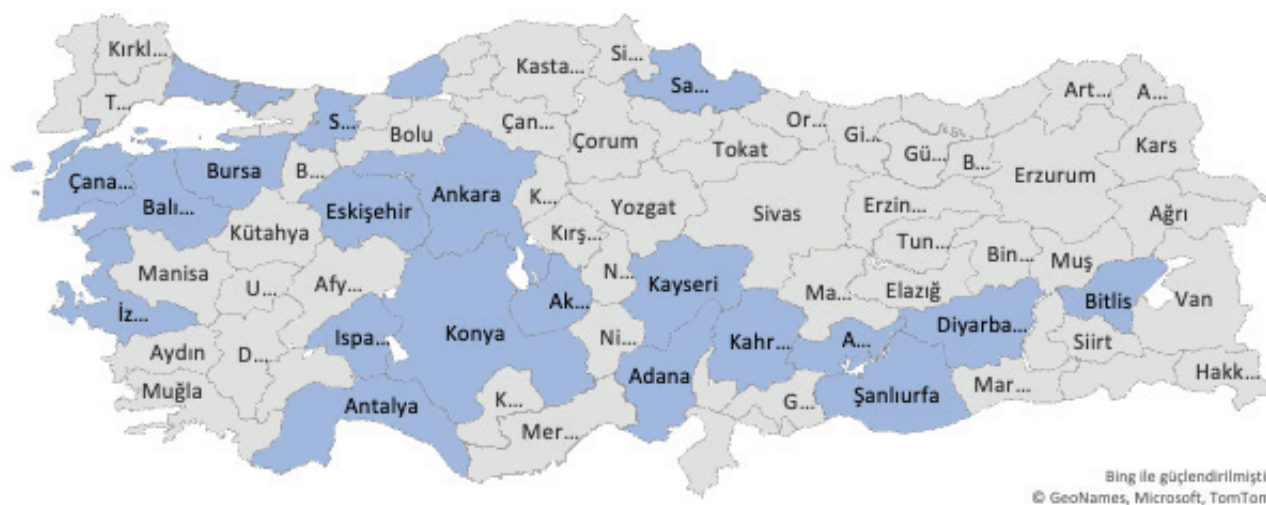 Kırkl...
Si...
Kasta...
Sa...
Art...
A...
T...
S...
Bolu
Çan...
Çorum
Or...
Gi...
Gü...
B...
Kars
Tokat
Erzurum
Çana...
Bursa
B...
Ankara
K...
Yozgat
Sivas
Erzin...
Ağrı
Balı...
Eskişehir
Kütahya
Kırş...
Tun...
Bin...
Muş
Manisa
U...
Afy...
N...
Kayseri
Ma...
Elazığ
Bitlis
Van
İz...
Ispa...
Konya
Ak...
Kahr...
A...
Diyarba...
Siirt
Aydın
D...
Ni...
Adana
Hakk...
Muğla
Antalya
K...
G...
Şanlıurfa
Mar...
Mer...
Bing ile güçlendirilmişti
© GeoNames, Microsoft, TomTom